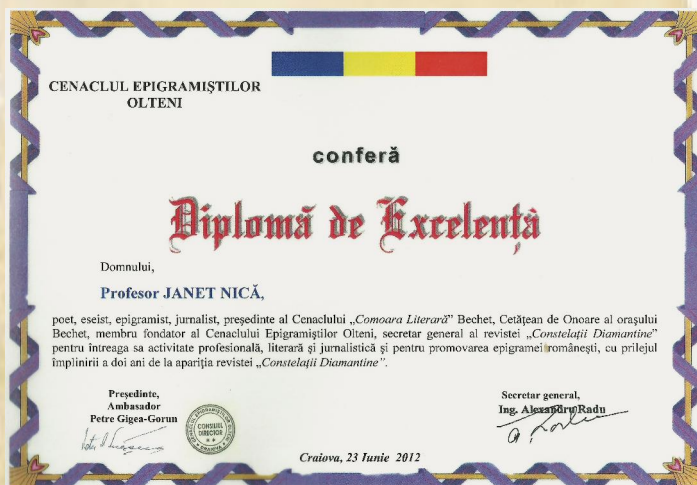 CENACLUL EPIGRAMIŞTILOR
OLTENI
conferă
Diplomă de Excelenţă
Domnului,
Profesor JANET NICĂ,
poet, eseist, epigramist, jurnalist, preşedinte al Cenaclului „Comoara Literară” Bechet, Cetăţean de Onoare al oraşului
Bechet, membru fondator al Cenaclului Epigramiştilor Olteni, secretar general al revistei „Constelaţii Diamantine”
pentru întreaga sa activitate profesională, literară şi jurnalistică şi pentru promovarea epigramei româneşti, cu prilejul
împlinirii a doi ani de la apariţia revistei „Constelaţii Diamantine”.
Preşedinte,
Ambasador
Petre Gigea-Gorun
CENACLUL EPIGRAMIŞTILOR OLTENI
CONSILIUL
DIRECTOR
CRAIOVA
Secretar general,
Ing. Alexandru Radu
Craiova, 23 Iunie 2012